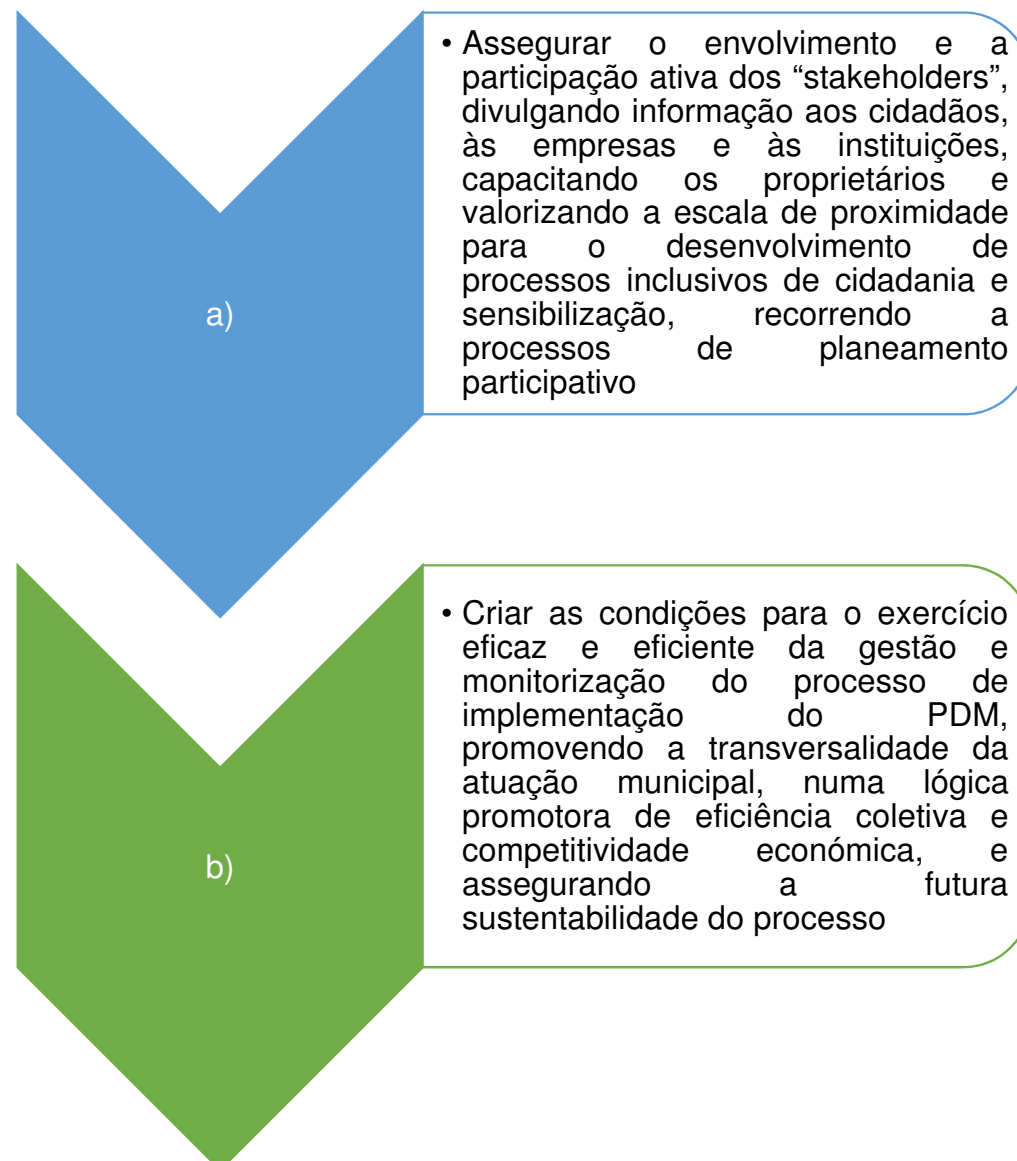 a)
• Assegurar o envolvimento e a
participação ativa dos “stakeholders”,
divulgando informação aos cidadãos,
às empresas e às instituições,
capacitando os proprietários e
valorizando a escala de proximidade
para o desenvolvimento de
processos inclusivos de cidadania e
sensibilização, recorrendo a
processos de planeamento
participativo
b)
• Criar as condições para o exercício
eficaz e eficiente da gestão e
monitorização do processo de
implementação do PDM,
promovendo a transversalidade da
atuação municipal, numa lógica
promotora de eficiência coletiva e
competitividade económica, e
assegurando a futura
sustentabilidade do processo